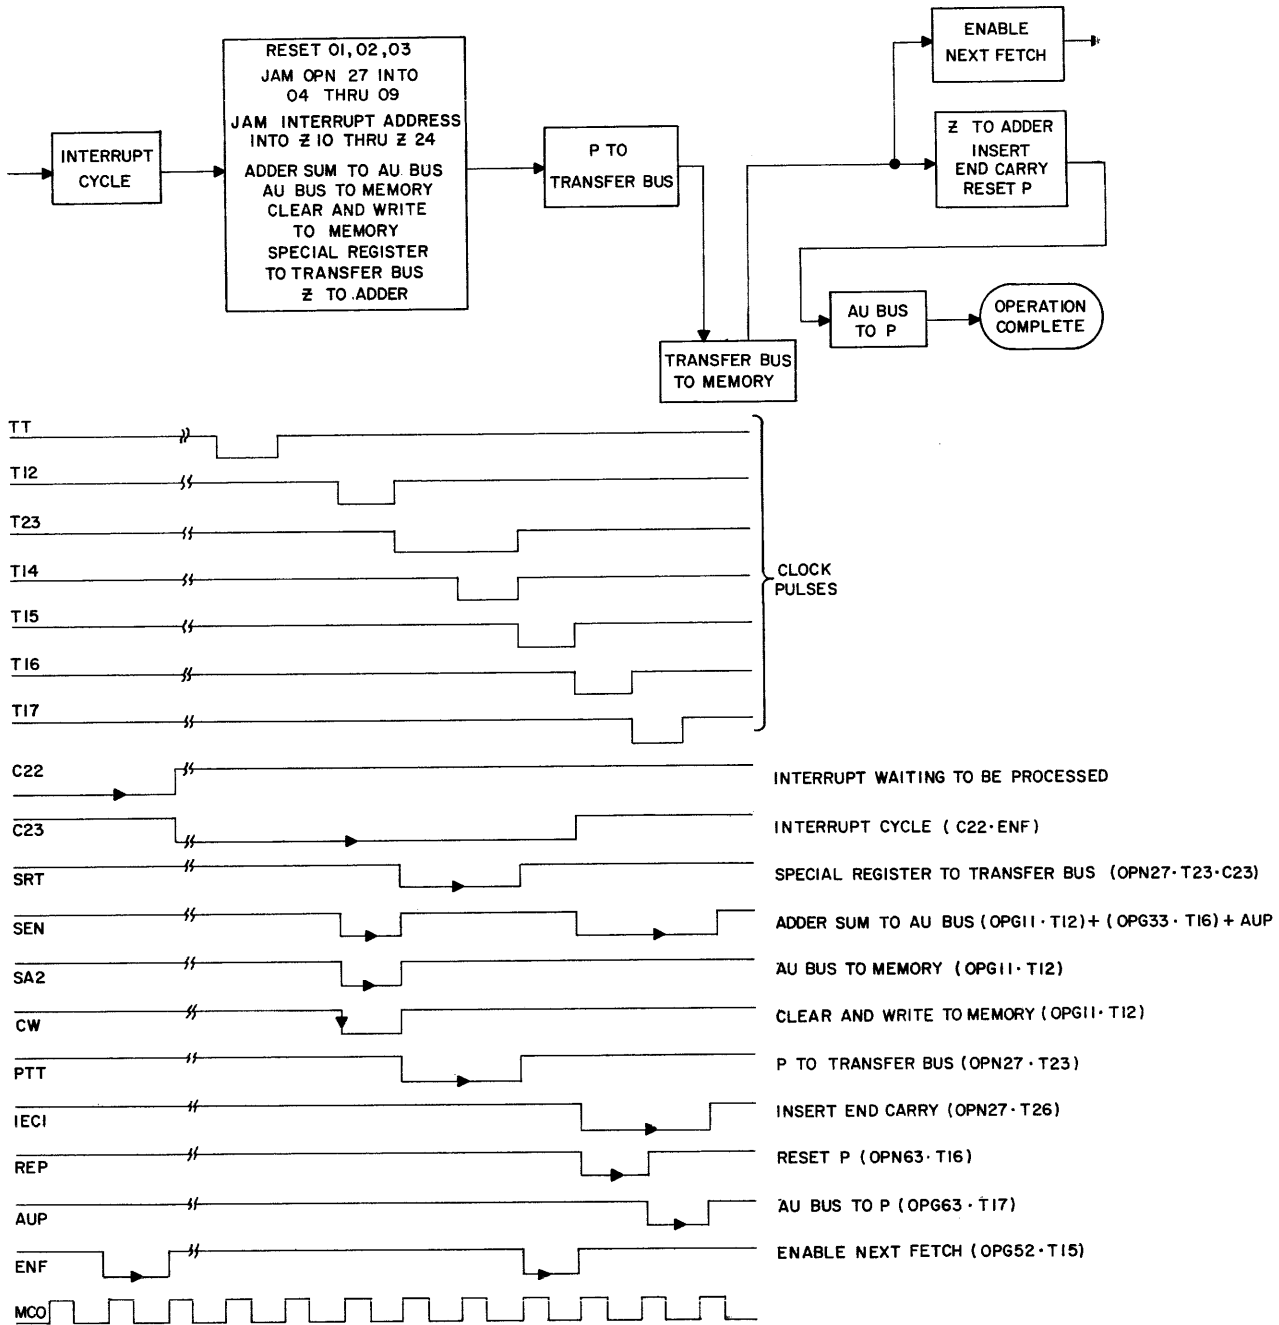 INTERRUPT
CYCLE
RESET 01,02,03
JAM OPN 27 INTO
04 THRU 09
JAM INTERRUPT ADDRESS
INTO Z 10 THRU Z 24
ADDER SUM TO AU BUS
AU BUS TO MEMORY
CLEAR AND WRITE
TO MEMORY
SPECIAL REGISTER
TO TRANSFER BUS
Z TO ADDER
P TO
TRANSFER BUS
TRANSFER BUS
TO MEMORY
ENABLE
NEXT FETCH
Z TO ADDER
INSERT
END CARRY
RESET P
AU BUS
TO P
OPERATION
COMPLETE
TT
T12
T23
T14
T15
T16
T17
CLOCK
PULSES
C22
INTERRUPT WAITING TO BE PROCESSED
C23
INTERRUPT CYCLE (C22·ENF)
SRT
SPECIAL REGISTER TO TRANSFER BUS (OPN27·T23·C23)
SEN
ADDER SUM TO AU BUS (OPG11·T12)+(OPG33·T16)+AUP
SA2
AU BUS TO MEMORY (OPG11·T12)
CW
CLEAR AND WRITE TO MEMORY (OPG11·T12)
PTT
P TO TRANSFER BUS (OPN27·T23)
IEC1
INSERT END CARRY (OPN27·T26)
REP
RESET P (OPN63·T16)
AUP
AU BUS TO P (OPG63·T17)
ENF
ENABLE NEXT FETCH (OPG52·T15)
MCO